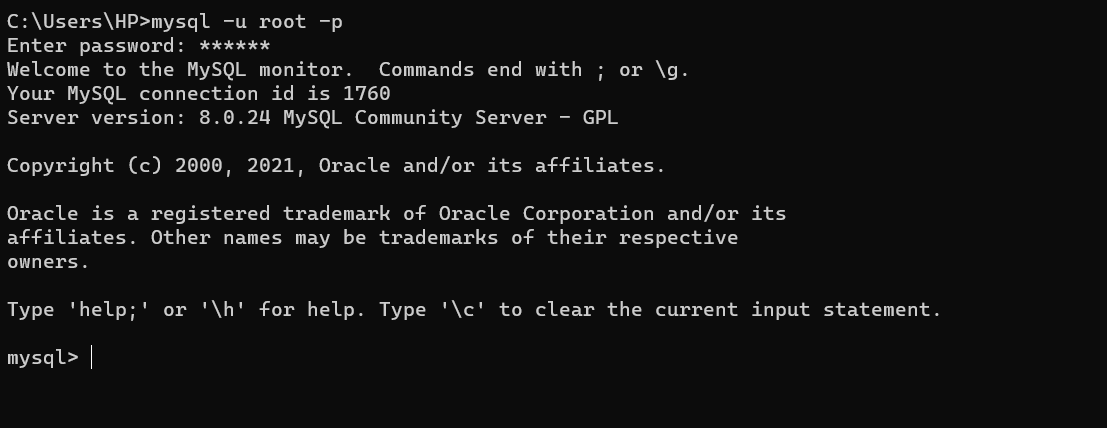 C:\Users\HP>mysql -u root -p
Enter password: ******
Welcome to the MySQL monitor.  Commands end with ; or \g.
Your MySQL connection id is 1760
Server version: 8.0.24 MySQL Community Server - GPL

Copyright (c) 2000, 2021, Oracle and/or its affiliates.

Oracle is a registered trademark of Oracle Corporation and/or its
affiliates. Other names may be trademarks of their respective
owners.

Type 'help;' or '\h' for help. Type '\c' to clear the current input statement.

mysql>